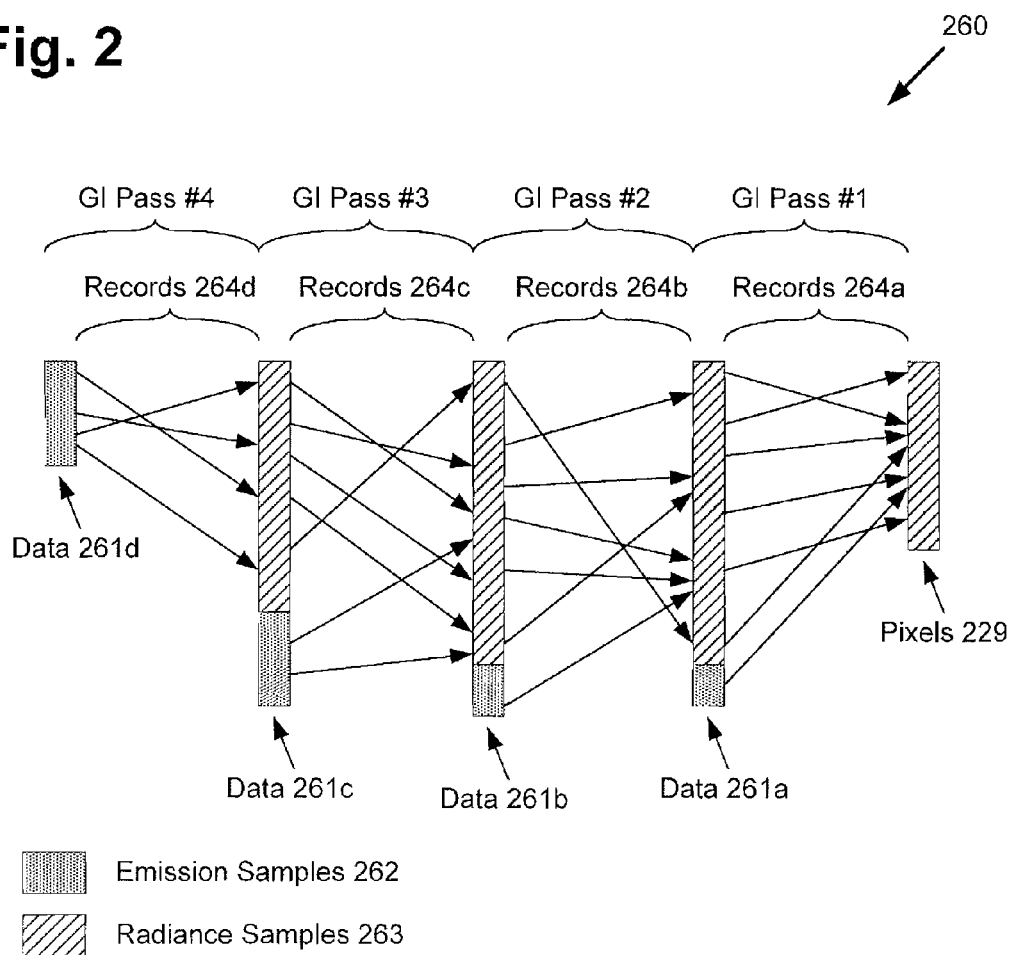 Fig. 2
260
GI Pass #4 GI Pass #3 GI Pass #2 GI Pass #1
Records 264d Records 264c Records 264b Records 264a
Data 261d
Pixels 229
Data 261c Data 261b Data 261a
Emission Samples 262
Radiance Samples 263